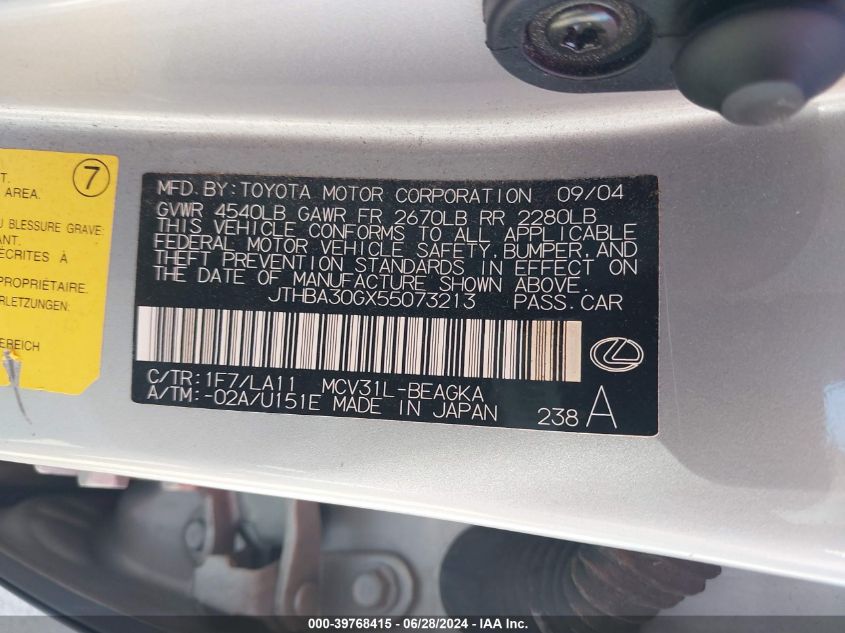 7
T.
AREA.
U BLESSURE GRAVE
ANT.
ÉCRITES À
PROPRIÉTAIRE.
ERLETZUNGEN.
BEREICH
MFD. BY: TOYOTA MOTOR CORPORATION 09/04
GVWR 4540LB GAWR FR 2670LB RR 2280LB
THIS VEHICLE CONFORMS TO ALL APPLICABLE
FEDERAL MOTOR VEHICLE SAFETY, BUMPER, AND
THEFT PREVENTION STANDARDS IN EFFECT ON
THE DATE OF MANUFACTURE SHOWN ABOVE.
JTHBA30GX55073213 PASS. CAR
C/TR: 1F7/LA11 MCV31L-BEAGKA
A/TM: -02A/U151E MADE IN JAPAN 238 A
000-39768415 - 06/28/2024 - IAA Inc.